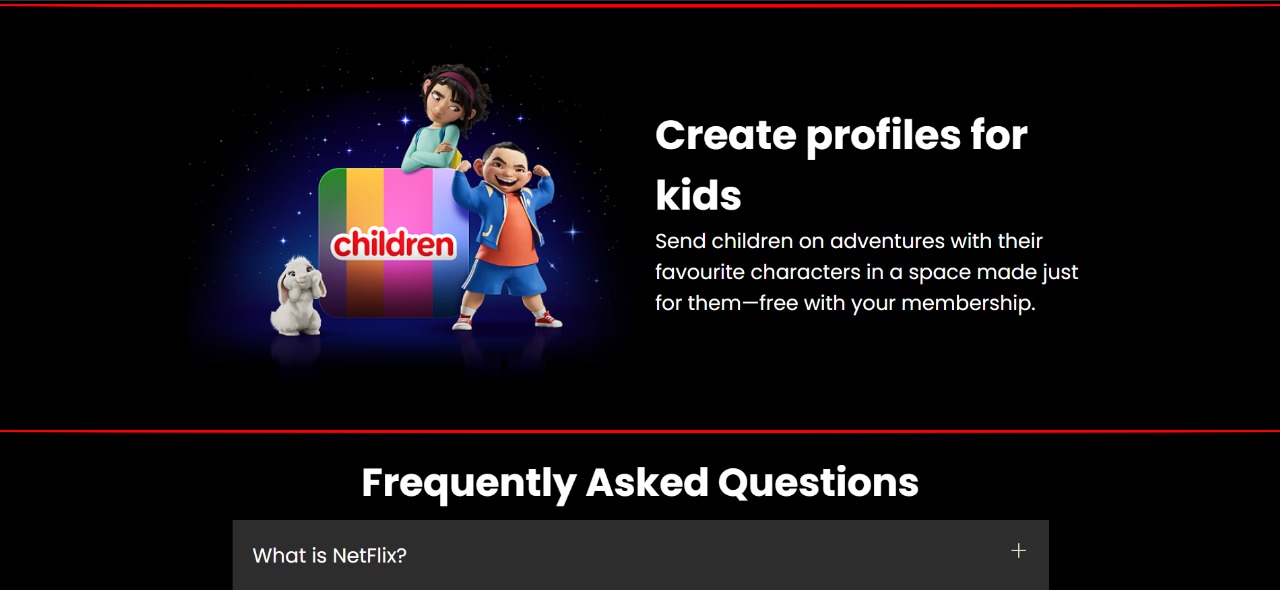 children
Create profiles for
kids
Send children on adventures with their
favourite characters in a space made just
for them—free with your membership.
Frequently Asked Questions
What is NetFlix?